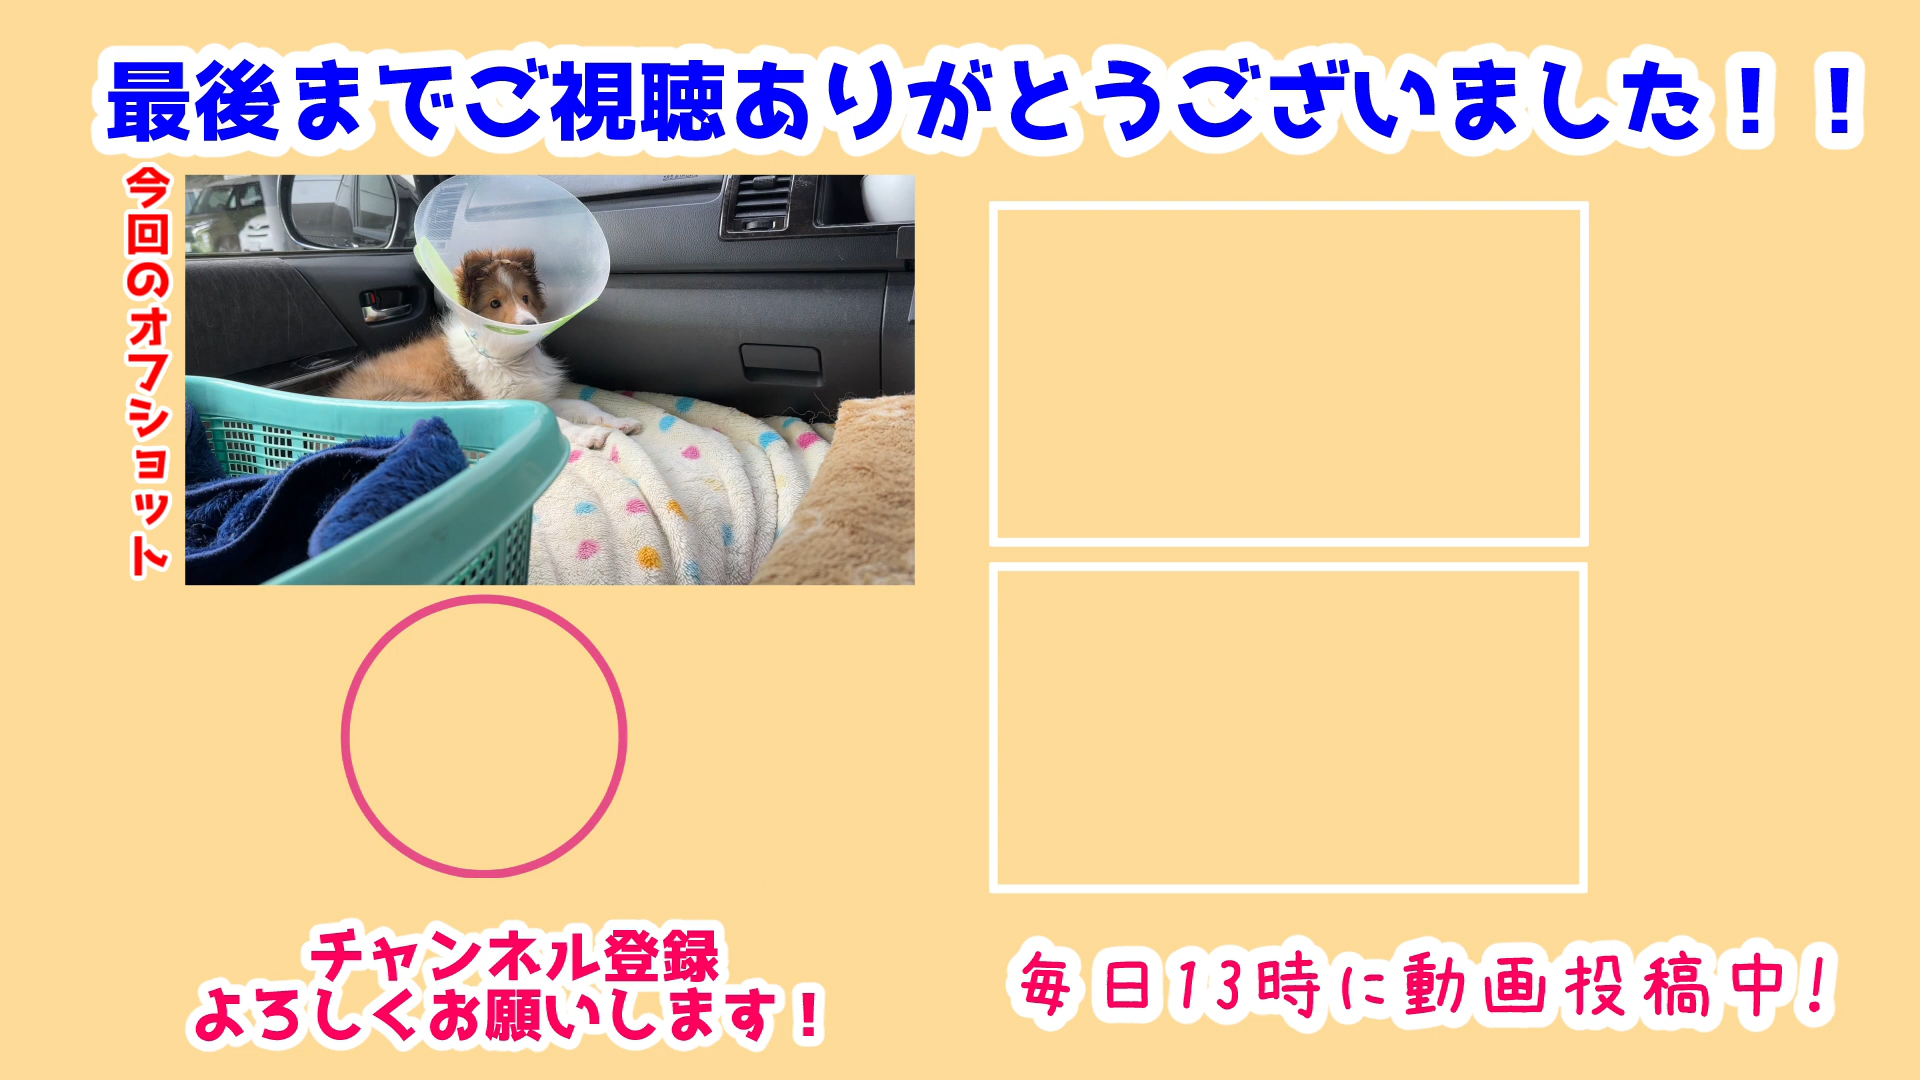 最後までご視聴ありがとうございました！！
今回のオフショット
チャンネル登録
よろしくお願いします！
毎日13時に動画投稿中！